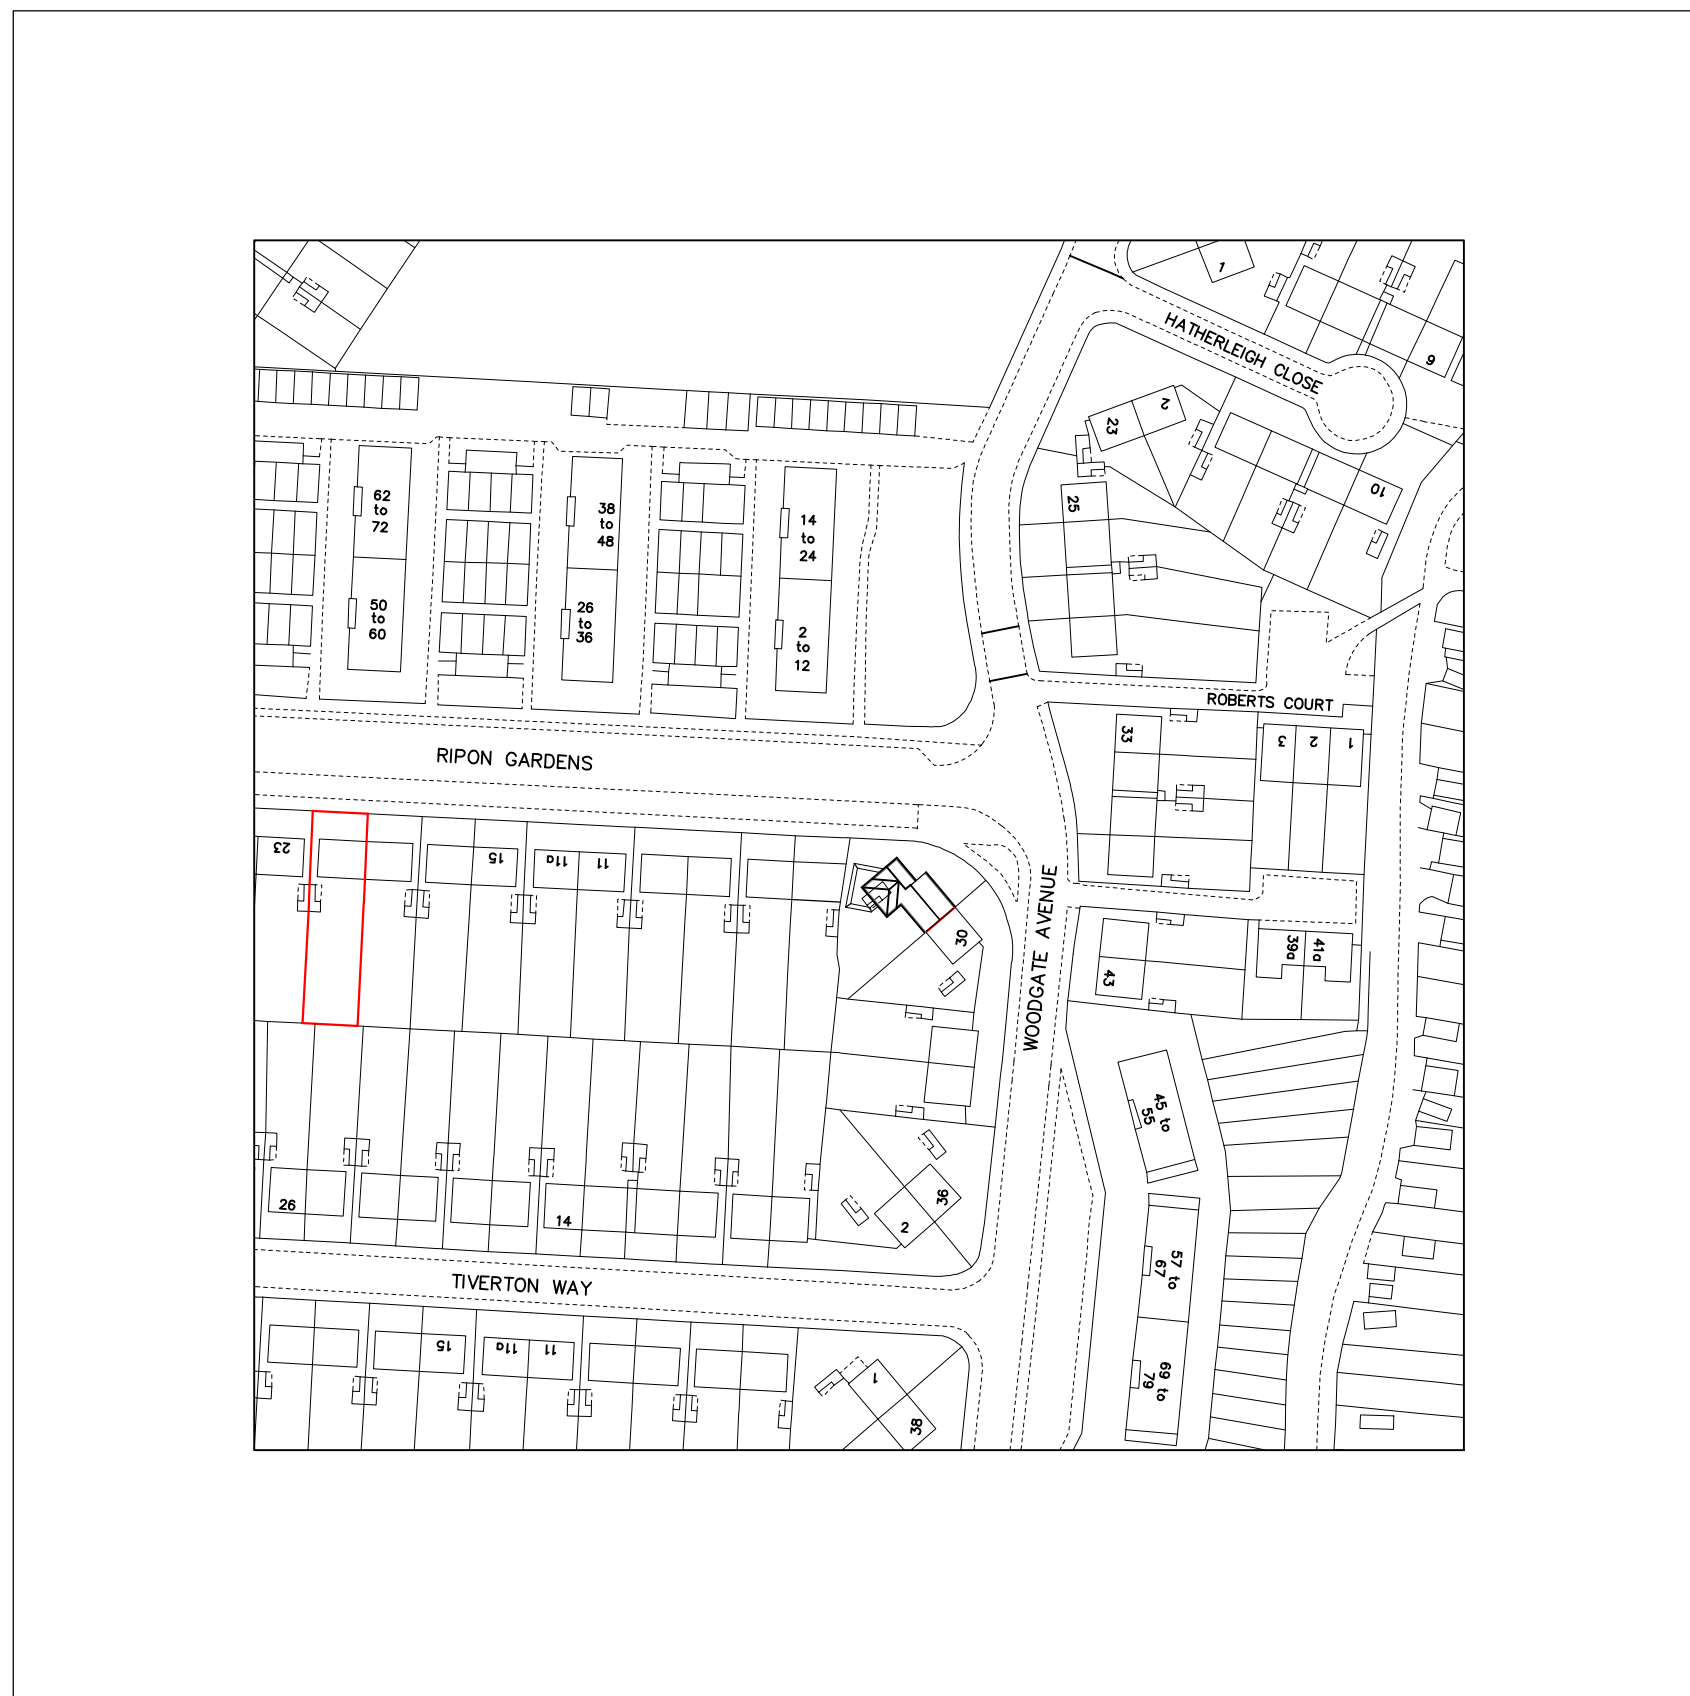 1
HATHERLEIGH CLOSE
9
2
23
10
25
62
to
72
38
to
48
14
to
24
50
to
60
26
to
36
2
to
12
ROBERTS COURT
33
3
2
1
RIPON GARDENS
23
15
11a
11
30
WOODGATE AVENUE
39a
41a
43
45 to
55
26
14
2
36
57 to
67
TIVERTON WAY
15
11a
11
1
38
69 to
79